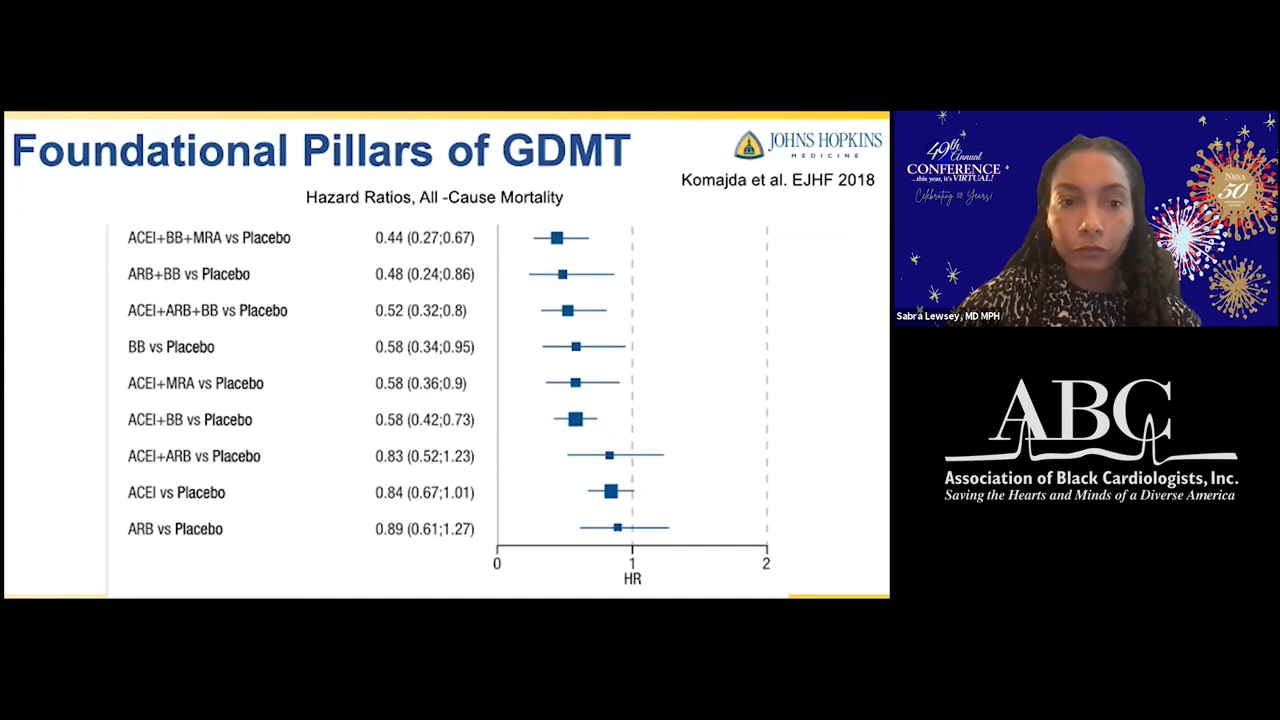 Foundational Pillars of GDMT
JOHNS HOPKINS
MEDICINE
Komajda et al. EJHF 2018
Hazard Ratios, All -Cause Mortality
ACEI+BB+MRA vs Placebo 0.44 (0.27;0.67)
ARB+BB vs Placebo 0.48 (0.24;0.86)
ACEI+ARB+BB vs Placebo 0.52 (0.32;0.8)
BB vs Placebo 0.58 (0.34;0.95)
ACEI+MRA vs Placebo 0.58 (0.36;0.9)
ACEI+BB vs Placebo 0.58 (0.42;0.73)
ACEI+ARB vs Placebo 0.83 (0.52;1.23)
ACEI vs Placebo 0.84 (0.67;1.01)
ARB vs Placebo 0.89 (0.61;1.27)
0 1 2
HR
49th Annual
CONFERENCE
...this year, it's VIRTUAL!
Celebrating 50 Years!
NBNA
50
Sabra Lewsey, MD MPH
ABC
Association of Black Cardiologists, Inc.
Saving the Hearts and Minds of a Diverse America